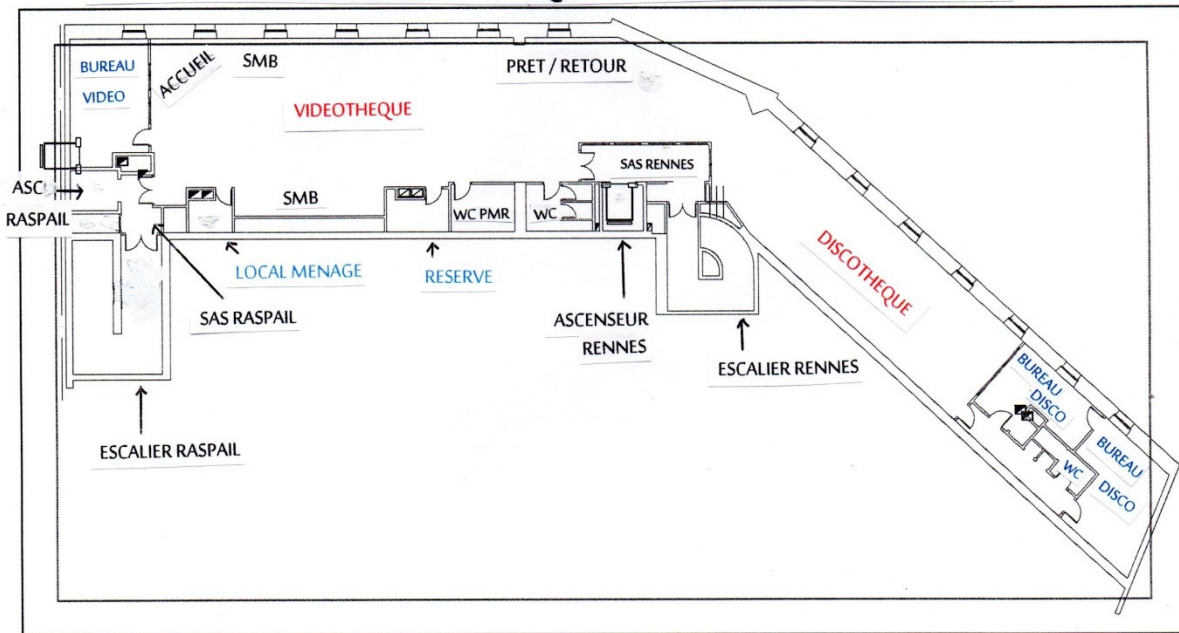 BUREAU
VIDEO
ACCUEIL
SMB
PRET / RETOUR
VIDEOTHEQUE
SAS RENNES
ASC
RASPAIL
SMB
WC PMR
WC
LOCAL MENAGE
RESERVE
SAS RASPAIL
ASCENSEUR
RENNES
ESCALIER RENNES
ESCALIER RASPAIL
DISCOTHEQUE
BUREAU
DISCO
BUREAU
DISCO
WC